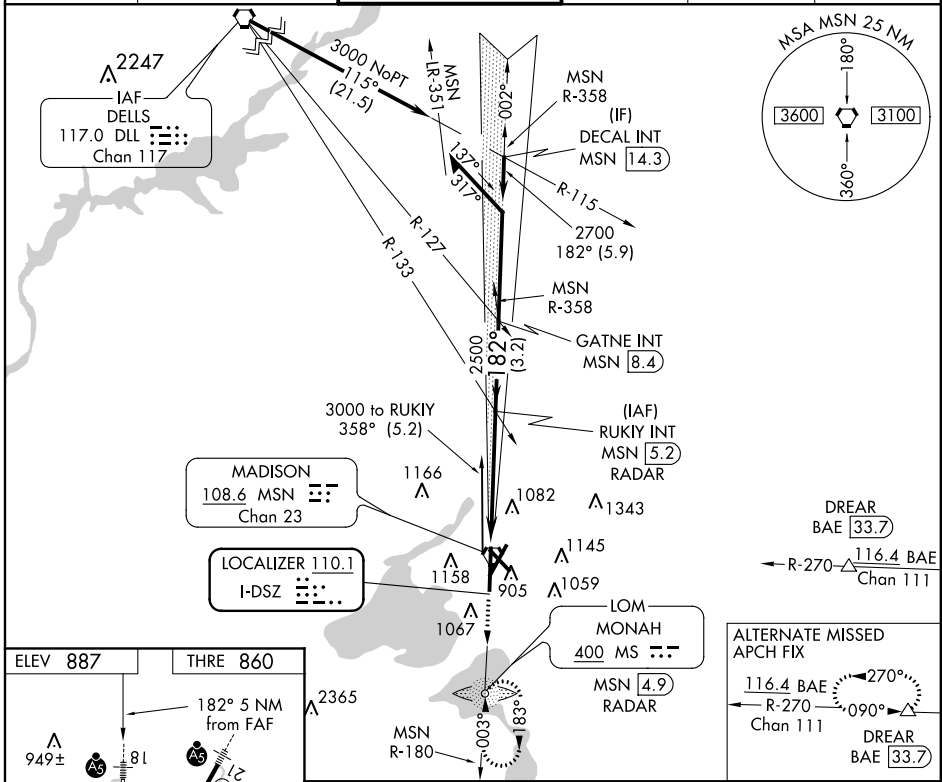 2247
IAF
DELLS
117.0 DLL
Chan 117
3000 NoPT
115°
(21.5)
MSN
LR-351
002°
MSN
R-358
(IF)
DECAL INT
MSN 14.3
137°
317°
R-115
2700
182° (5.9)
R-127
R-133
MSN
R-358
GATNE INT
MSN 8.4
2500
182°
(3.2)
3000 to RUKIY
358° (5.2)
(IAF)
RUKIY INT
MSN 5.2
RADAR
MSA MSN 25 NM
180°
3600
3100
360°
MADISON
108.6 MSN
Chan 23
1166
1082
1343
LOCALIZER 110.1
I-DSZ
1158
905
1145
1059
1067
DREAR
BAE 33.7
R-270
116.4 BAE
Chan 111
LOM
MONAH
400 MS
MSN 4.9
RADAR
003°
183°
MSN
R-180
2365
ALTERNATE MISSED
APCH FIX
116.4 BAE
R-270
Chan 111
270°
090°
DREAR
BAE 33.7
ELEV 887
THRE 860
182° 5 NM
from FAF
949±
A5
18
A5
21